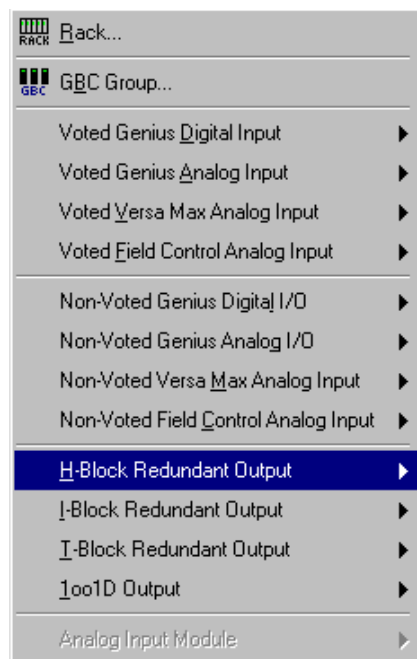 RACK Rack...
GBC GBC Group...
Voted Genius Digital Input
Voted Genius Analog Input
Voted Versa Max Analog Input
Voted Field Control Analog Input
Non-Voted Genius Digital I/O
Non-Voted Genius Analog I/O
Non-Voted Versa Max Analog Input
Non-Voted Field Control Analog Input
H-Block Redundant Output
I-Block Redundant Output
T-Block Redundant Output
1oo1D Output
Analog Input Module